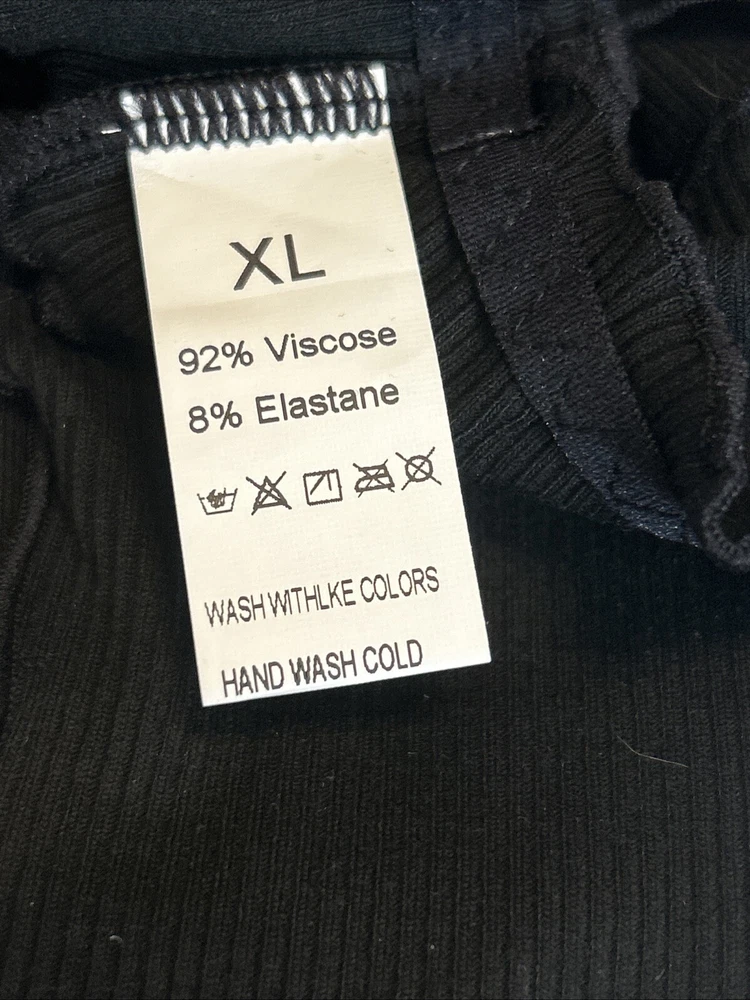 XL
92% Viscose
8% Elastane
WASH WITHLKE COLORS
HAND WASH COLD